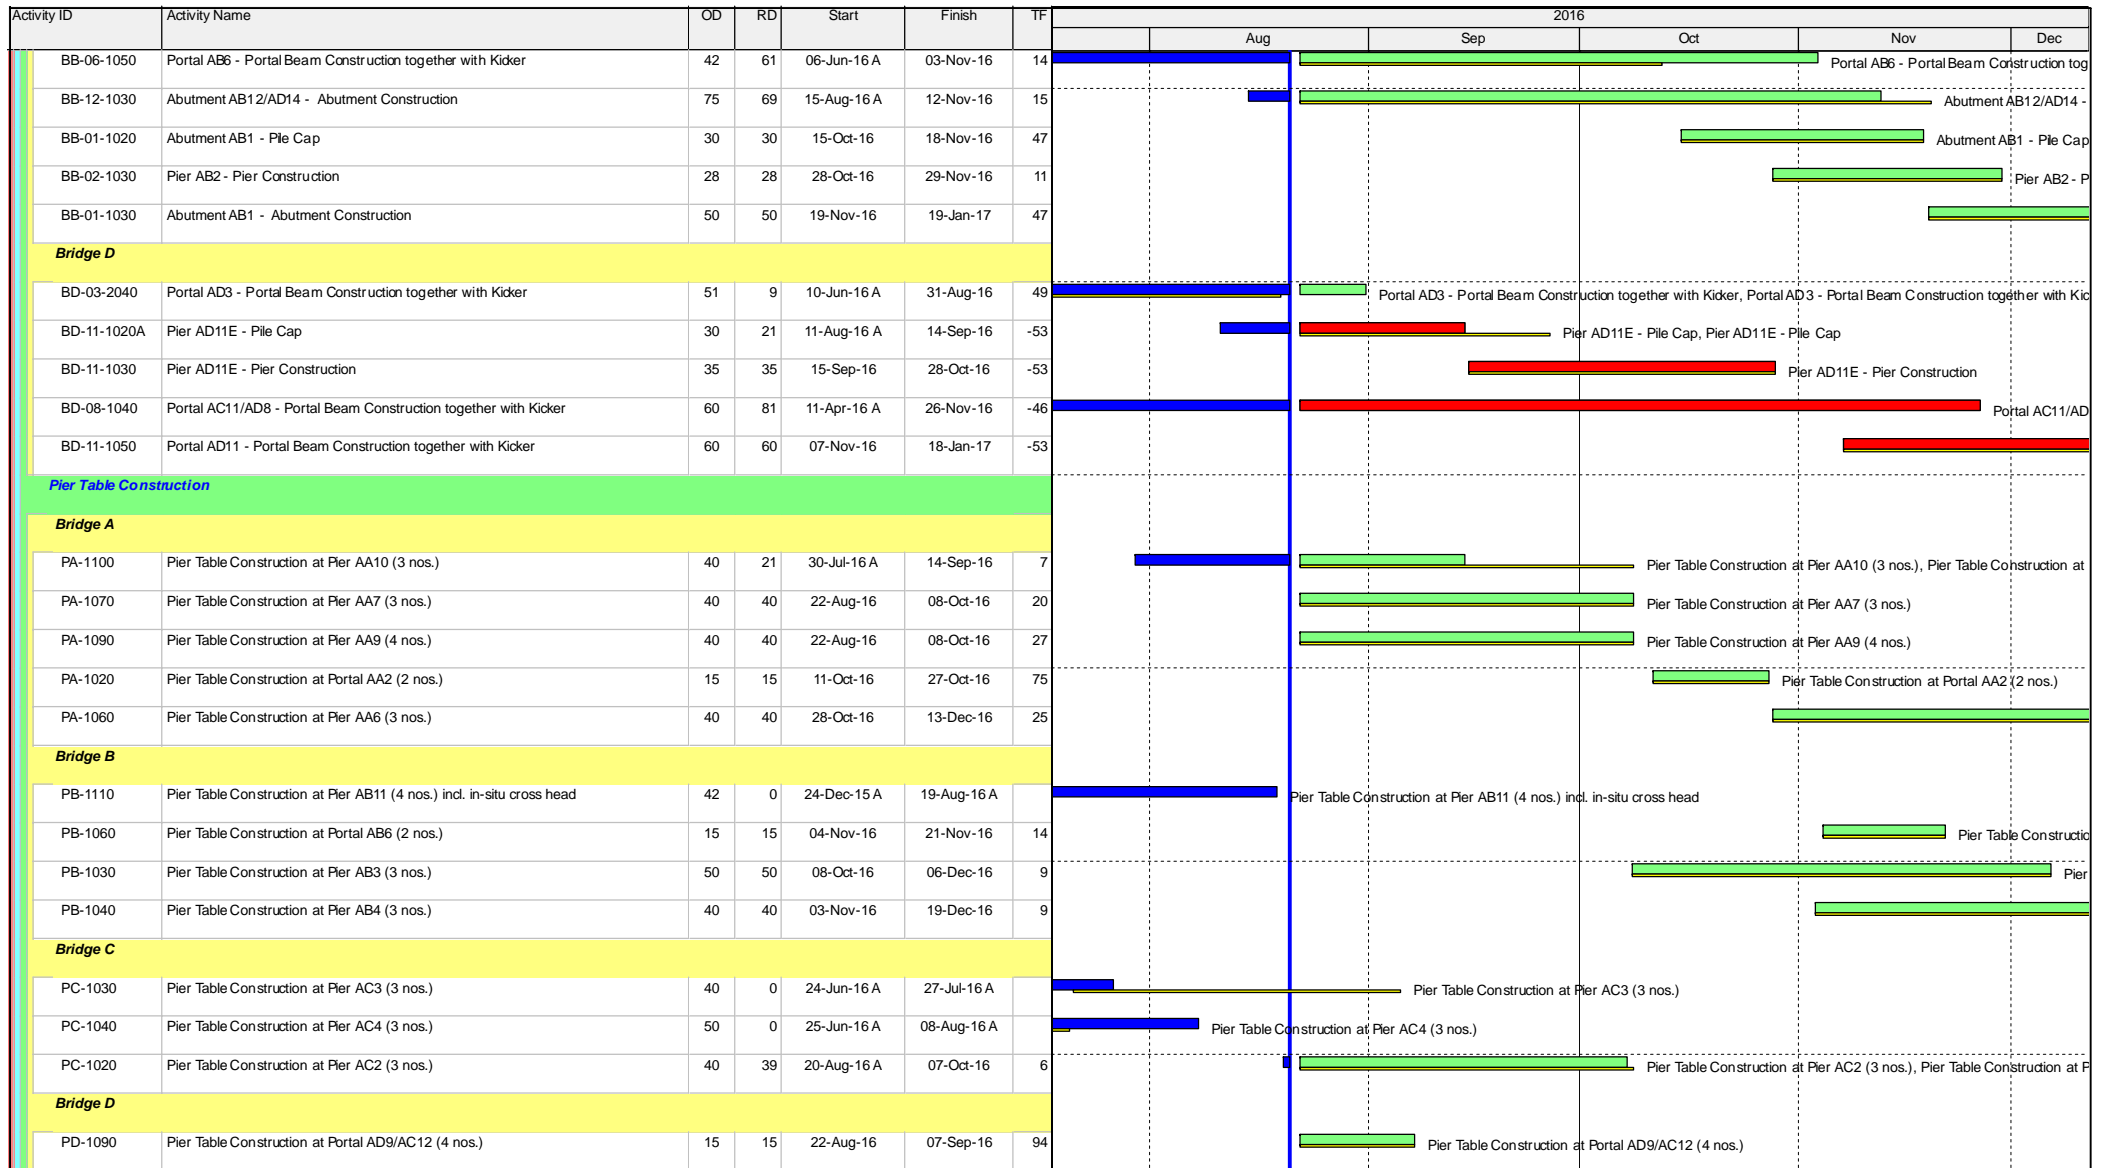 Activity ID Activity Name OD RD Start Finish TF 2016
Aug Sep Oct Nov Dec
BB-06-1050 Portal AB6 - Portal Beam Construction together with Kicker 42 61 06-Jun-16 A 03-Nov-16 14 Portal AB6 - Portal Beam Construction tog
BB-12-1030 Abutment AB12/AD14 - Abutment Construction 75 69 15-Aug-16 A 12-Nov-16 15 Abutment AB12/AD14 -
BB-01-1020 Abutment AB1 - Pile Cap 30 30 15-Oct-16 18-Nov-16 47 Abutment AB1 - Pile Cap
BB-02-1030 Pier AB2 - Pier Construction 28 28 28-Oct-16 29-Nov-16 11 Pier AB2 - P
BB-01-1030 Abutment AB1 - Abutment Construction 50 50 19-Nov-16 19-Jan-17 47
Bridge D
BD-03-2040 Portal AD3 - Portal Beam Construction together with Kicker 51 9 10-Jun-16 A 31-Aug-16 49 Portal AD3 - Portal Beam Construction together with Kicker, Portal AD3 - Portal Beam Construction together with Kic
BD-11-1020A Pier AD11E - Pile Cap 30 21 11-Aug-16 A 14-Sep-16 -53 Pier AD11E - Pile Cap, Pier AD11E - Pile Cap
BD-11-1030 Pier AD11E - Pier Construction 35 35 15-Sep-16 28-Oct-16 -53 Pier AD11E - Pier Construction
BD-08-1040 Portal AC11/AD8 - Portal Beam Construction together with Kicker 60 81 11-Apr-16 A 26-Nov-16 -46 Portal AC11/AD
BD-11-1050 Portal AD11 - Portal Beam Construction together with Kicker 60 60 07-Nov-16 18-Jan-17 -53
Pier Table Construction
Bridge A
PA-1100 Pier Table Construction at Pier AA10 (3 nos.) 40 21 30-Jul-16 A 14-Sep-16 7 Pier Table Construction at Pier AA10 (3 nos.), Pier Table Construction at
PA-1070 Pier Table Construction at Pier AA7 (3 nos.) 40 40 22-Aug-16 08-Oct-16 20 Pier Table Construction at Pier AA7 (3 nos.)
PA-1090 Pier Table Construction at Pier AA9 (4 nos.) 40 40 22-Aug-16 08-Oct-16 27 Pier Table Construction at Pier AA9 (4 nos.)
PA-1020 Pier Table Construction at Portal AA2 (2 nos.) 15 15 11-Oct-16 27-Oct-16 75 Pier Table Construction at Portal AA2 (2 nos.)
PA-1060 Pier Table Construction at Pier AA6 (3 nos.) 40 40 28-Oct-16 13-Dec-16 25
Bridge B
PB-1110 Pier Table Construction at Pier AB11 (4 nos.) incl. in-situ cross head 42 0 24-Dec-15 A 19-Aug-16 A Pier Table Construction at Pier AB11 (4 nos.) incl. in-situ cross head
PB-1060 Pier Table Construction at Portal AB6 (2 nos.) 15 15 04-Nov-16 21-Nov-16 14 Pier Table Constructio
PB-1030 Pier Table Construction at Pier AB3 (3 nos.) 50 50 08-Oct-16 06-Dec-16 9 Pier
PB-1040 Pier Table Construction at Pier AB4 (3 nos.) 40 40 03-Nov-16 19-Dec-16 9
Bridge C
PC-1030 Pier Table Construction at Pier AC3 (3 nos.) 40 0 24-Jun-16 A 27-Jul-16 A Pier Table Construction at Pier AC3 (3 nos.)
PC-1040 Pier Table Construction at Pier AC4 (3 nos.) 50 0 25-Jun-16 A 08-Aug-16 A Pier Table Construction at Pier AC4 (3 nos.)
PC-1020 Pier Table Construction at Pier AC2 (3 nos.) 40 39 20-Aug-16 A 07-Oct-16 6 Pier Table Construction at Pier AC2 (3 nos.), Pier Table Construction at P
Bridge D
PD-1090 Pier Table Construction at Portal AD9/AC12 (4 nos.) 15 15 22-Aug-16 07-Sep-16 94 Pier Table Construction at Portal AD9/AC12 (4 nos.)